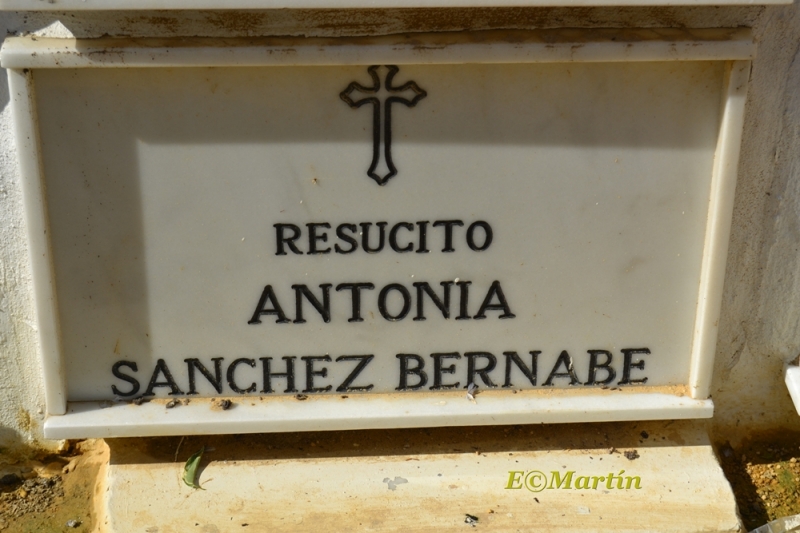 RESUCITO
ANTONIA
SANCHEZ BERNABE
E©Martín